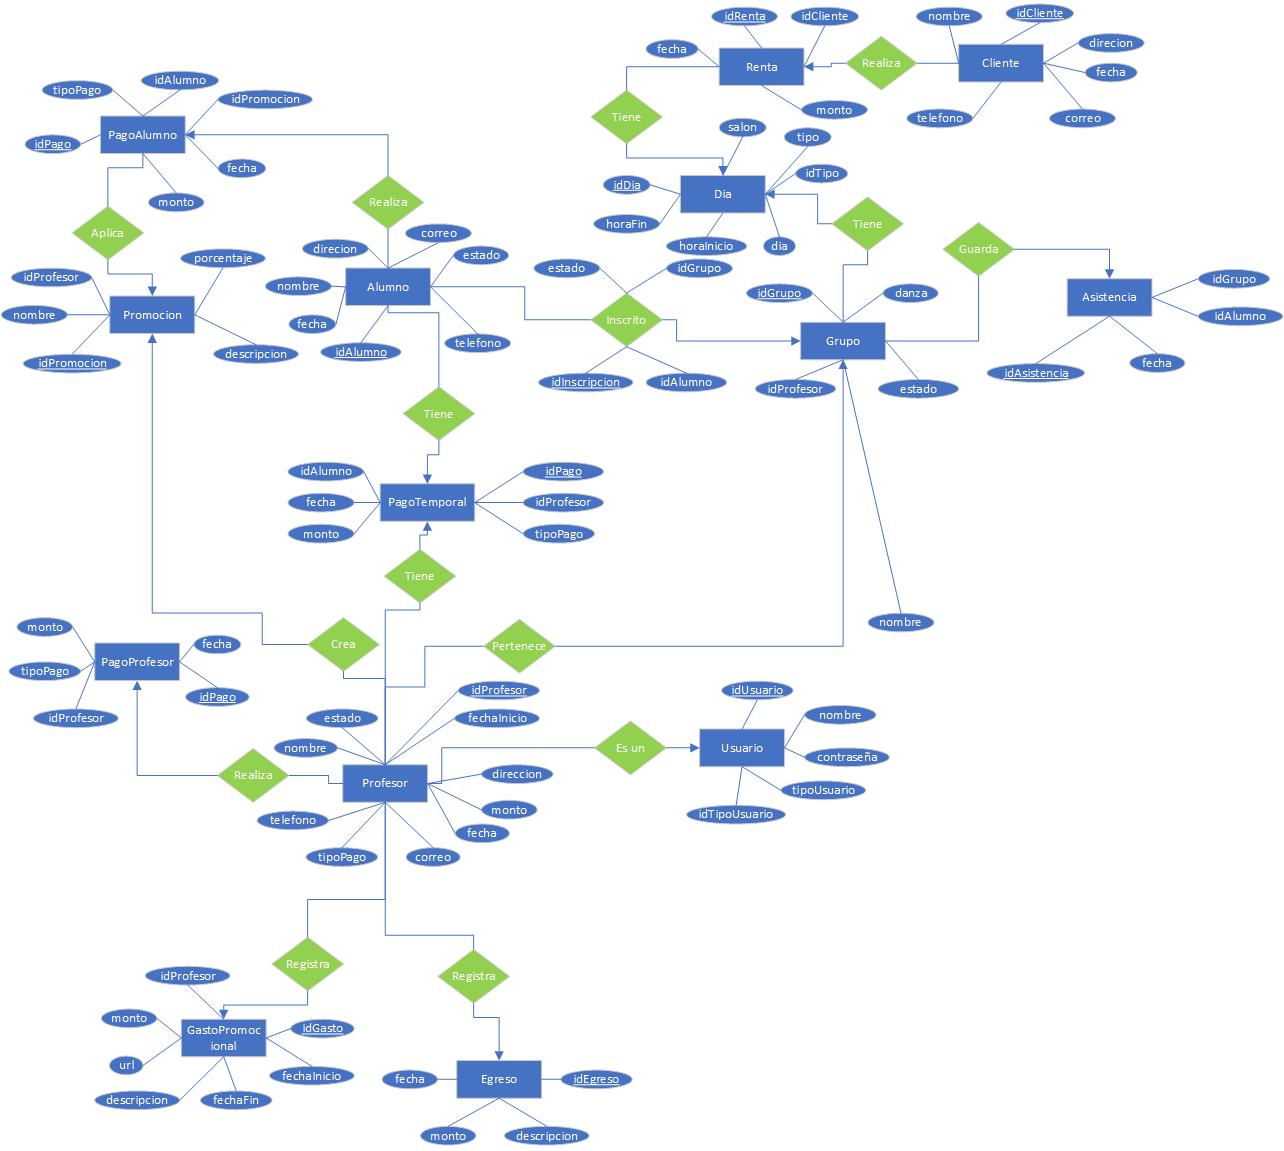 idRenta
idCliente
fecha
Renta
monto
Realiza
nombre
idCliente
direcion
fecha
Cliente
telefono
correo
tipoPago
idAlumno
idPromocion
PagoAlumno
idPago
fecha
monto
Tiene
salon
tipo
idTipo
idDia
Dia
horaFin
horaInicio
dia
Tiene
Guarda
Realiza
Aplica
idProfesor
porcentaje
nombre
Promocion
idPromocion
descripcion
direcion
correo
estado
nombre
Alumno
fecha
idAlumno
telefono
estado
idGrupo
Inscrito
idInscripcion
idAlumno
idGrupo
danza
Grupo
idProfesor
estado
idGrupo
Asistencia
idAlumno
idAsistencia
fecha
Tiene
idAlumno
idPago
fecha
PagoTemporal
idProfesor
monto
tipoPago
Tiene
nombre
monto
fecha
PagoProfesor
tipoPago
idPago
idProfesor
Crea
Pertenece
idProfesor
estado
fechaInicio
nombre
Es un
idUsuario
nombre
Usuario
contraseña
tipoUsuario
idTipoUsuario
Realiza
Profesor
direccion
monto
telefono
fecha
tipoPago
correo
Registra
Registra
idProfesor
monto
GastoPromoc
ional
idGasto
url
fechaInicio
descripcion
fechaFin
fecha
Egreso
idEgreso
monto
descripcion